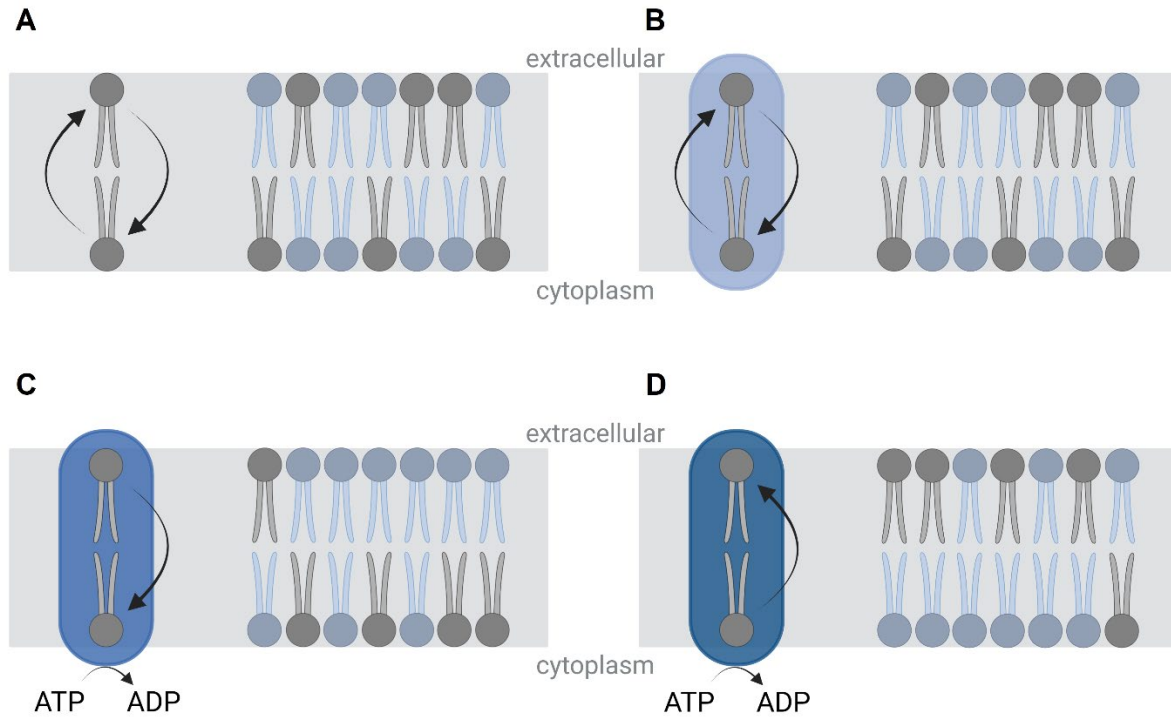 A
B
extracellular
cytoplasm
C
D
extracellular
cytoplasm
ATP ADP
ATP ADP